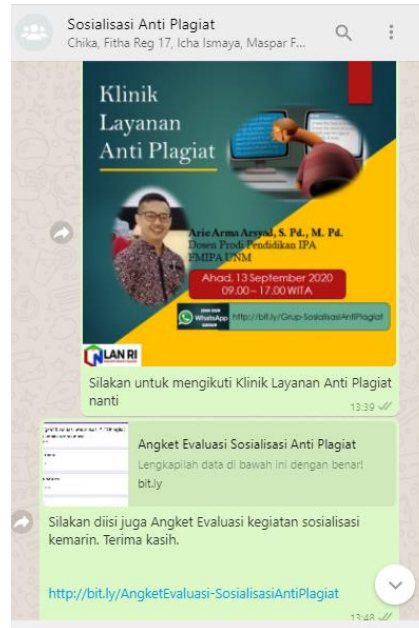 Sosialisasi Anti Plagiat
Chika, Fitha Reg 17, Icha Ismaya, Maspar F...
Klinik
Layanan
Anti Plagiat
Arie Arma Arsyad, S. Pd., M. Pd.
Dosen Prodi Pendidikan IPA
FMIPA UNM
Ahad, 13 September 2020
09.00 – 17.00 WITA
JOIN OUR
WhatsApp
GROUP
http://bit.ly/Grup-SosialisasiAntiPlagiat
LAN RI
Silakan untuk mengikuti Klinik Layanan Anti Plagiat
nanti
13:39
Angket Evaluasi Sosialisasi Anti Plagiat
Lengkapilah data di bawah ini dengan benar!
bit.ly
Silakan diisi juga Angket Evaluasi kegiatan sosialisasi
kemarin. Terima kasih.
http://bit.ly/AngketEvaluasi-SosialisasiAntiPlagiat
13:48